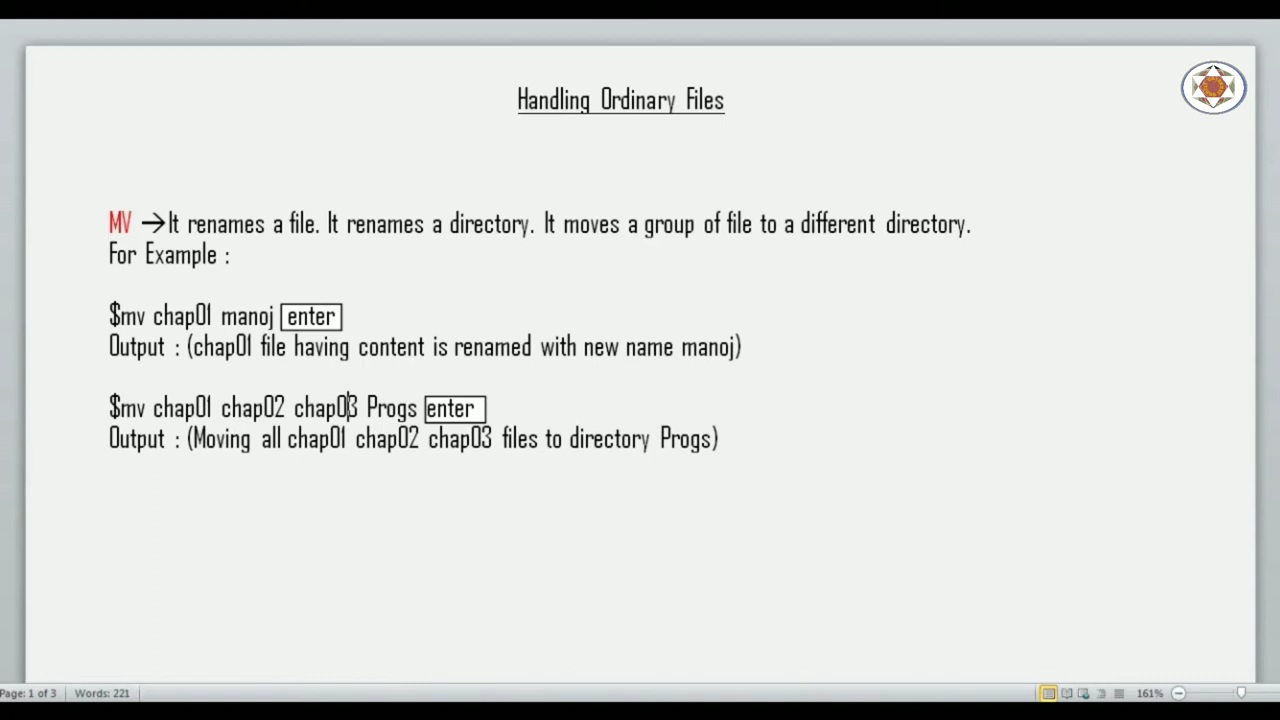 Handling Ordinary Files
MV →It renames a file. It renames a directory. It moves a group of file to a different directory.
For Example :
$mv chap01 manoj enter
Output : (chap01 file having content is renamed with new name manoj)
$mv chap01 chap02 chap03 Progs enter
Output : (Moving all chap01 chap02 chap03 files to directory Progs)
Page: 1 of 3 Words: 221 161%